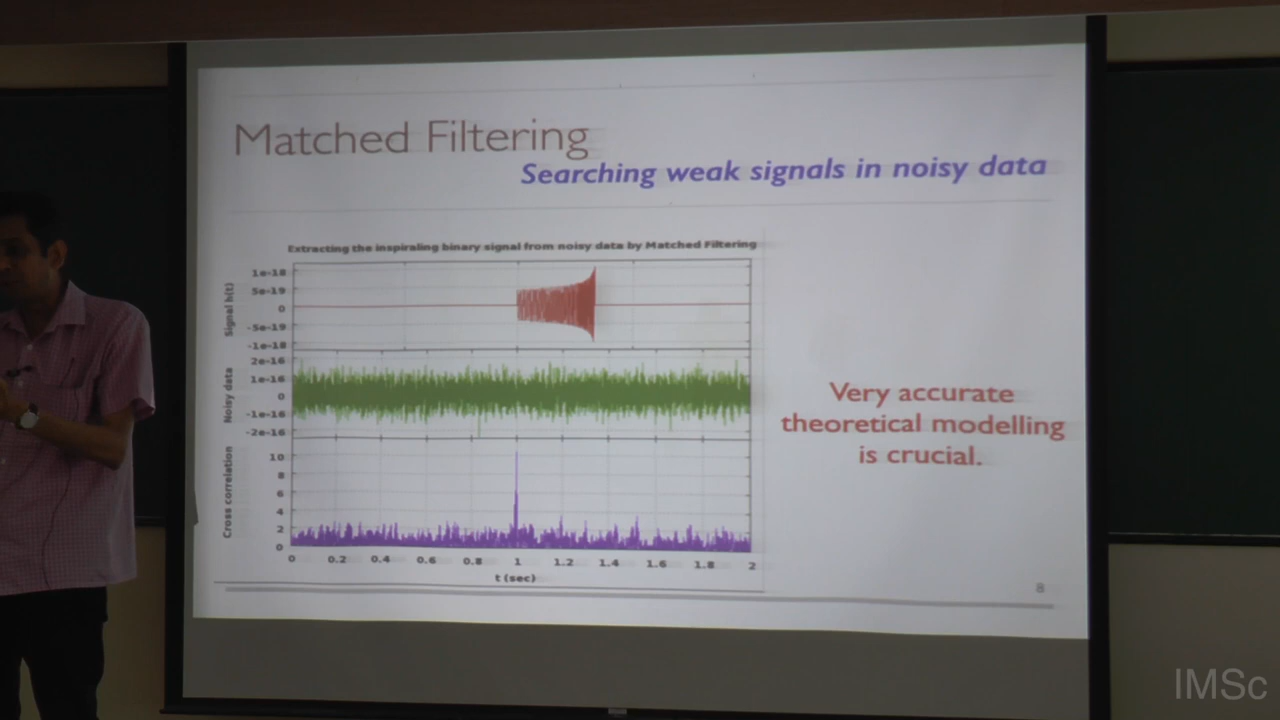 Matched Filtering
Searching weak signals in noisy data
Extracting the inspiraling binary signal from noisy data by Matched Filtering
Signal h(t)
1e-18
5e-19
0
-5e-19
-1e-18
Noisy data
2e-16
1e-16
0
-1e-16
-2e-16
Cross correlation
10
8
6
4
2
0
0 0.2 0.4 0.6 0.8 1 1.2 1.4 1.6 1.8 2
t (sec)
Very accurate
theoretical modelling
is crucial.
8
IMSc